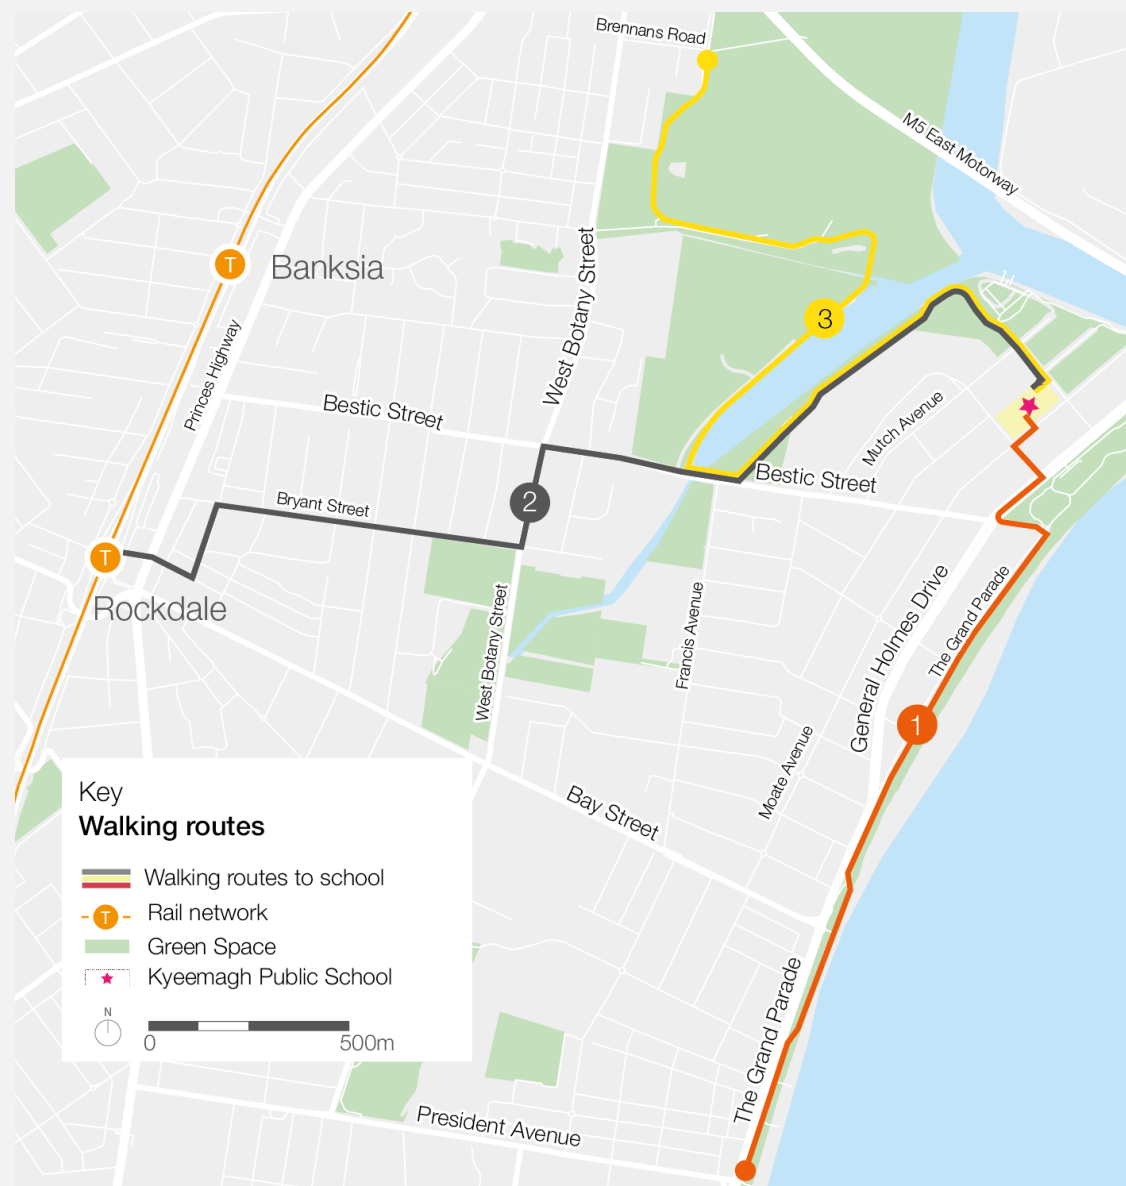 Brennans Road
M5 East Motorway
T
Banksia
West Botany Street
3
Princes Highway
Bestic Street
Mutch Avenue
Bestic Street
2
Bryant Street
T
Rockdale
West Botany Street
Francis Avenue
General Holmes Drive
The Grand Parade
1
Moate Avenue
Bay Street
Key
Walking routes
Walking routes to school
T Rail network
Green Space
Kyeemagh Public School
N
0 500m
The Grand Parade
President Avenue